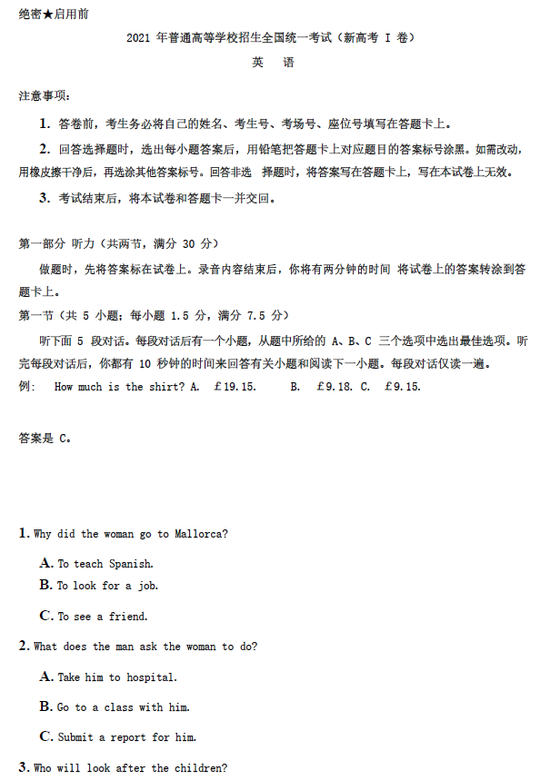 绝密★启用前
2021 年普通高等学校招生全国统一考试（新高考 I 卷）
英 语
注意事项:
1. 答卷前，考生务必将自己的姓名、考生号、考场号、座位号填写在答题卡上。
2. 回答选择题时，选出每小题答案后，用铅笔把答题卡上对应题目的答案标号涂黑。如需改动，
用橡皮擦干净后，再选涂其他答案标号。回答非选 择题时，将答案写在答题卡上，写在本试卷上无效。
3. 考试结束后，将本试卷和答题卡一并交回。
第一部分 听力（共两节，满分 30 分）
做题时，先将答案标在试卷上。录音内容结束后，你将有两分钟的时间 将试卷上的答案转涂到答
题卡上。
第一节（共 5 小题；每小题 1.5 分，满分 7.5 分）
听下面 5 段对话。每段对话后有一个小题，从题中所给的 A、B、C 三个选项中选出最佳选项。听
完每段对话后，你都有 10 秒钟的时间来回答有关小题和阅读下一小题。每段对话仅读一遍。
例: How much is the shirt? A. ￡19.15. B. ￡9.18. C. ￡9.15.
答案是 C。
1. Why did the woman go to Mallorca?
A. To teach Spanish.
B. To look for a job.
C. To see a friend.
2. What does the man ask the woman to do?
A. Take him to hospital.
B. Go to a class with him.
C. Submit a report for him.
3. Who will look after the children?